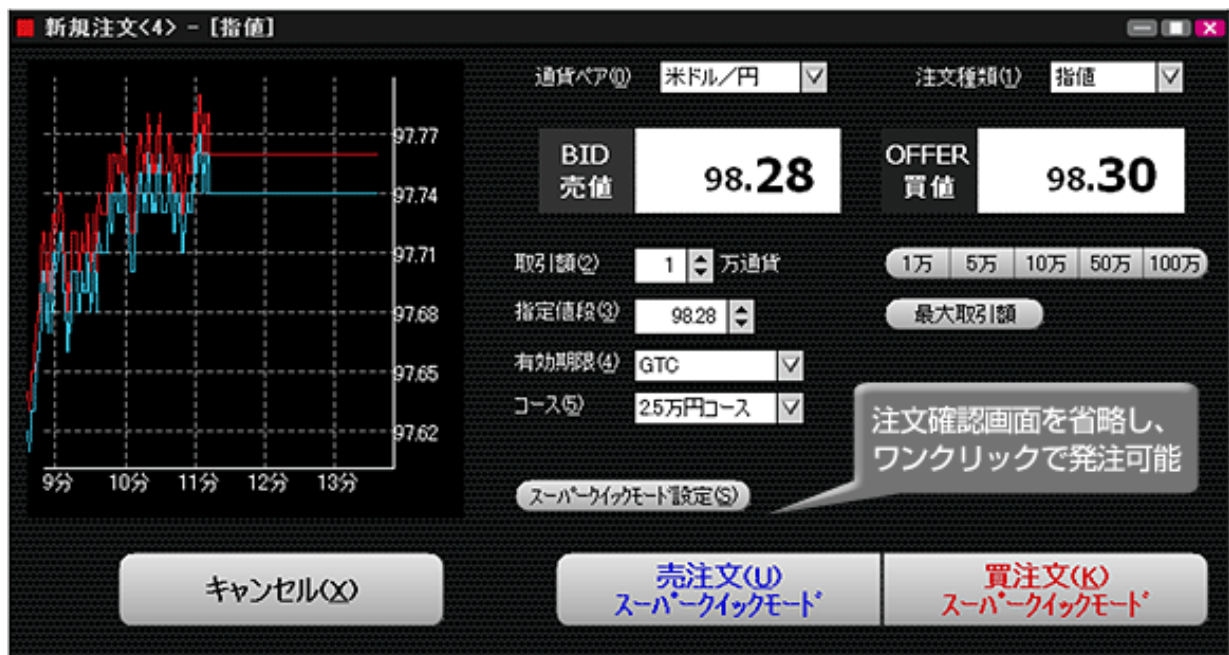 新規注文<4> - [指値]
通貨ペア(0) 米ドル/円 注文種類(1) 指値
BID
売値
98.28
OFFER
買値
98.30
取引額(2) 1 万通貨 1万 5万 10万 50万 100万
指定値段(3) 98.28 最大取引額
有効期限(4) GTC
コース(5) 2.5万円コース
注文確認画面を省略し、
ワンクリックで発注可能
スーパークイックモード設定(S)
97.77
97.74
97.71
97.68
97.65
97.62
9分 10分 11分 12分 13分
キャンセル(X)
売注文(U)
スーパークイックモード
買注文(K)
スーパークイックモード